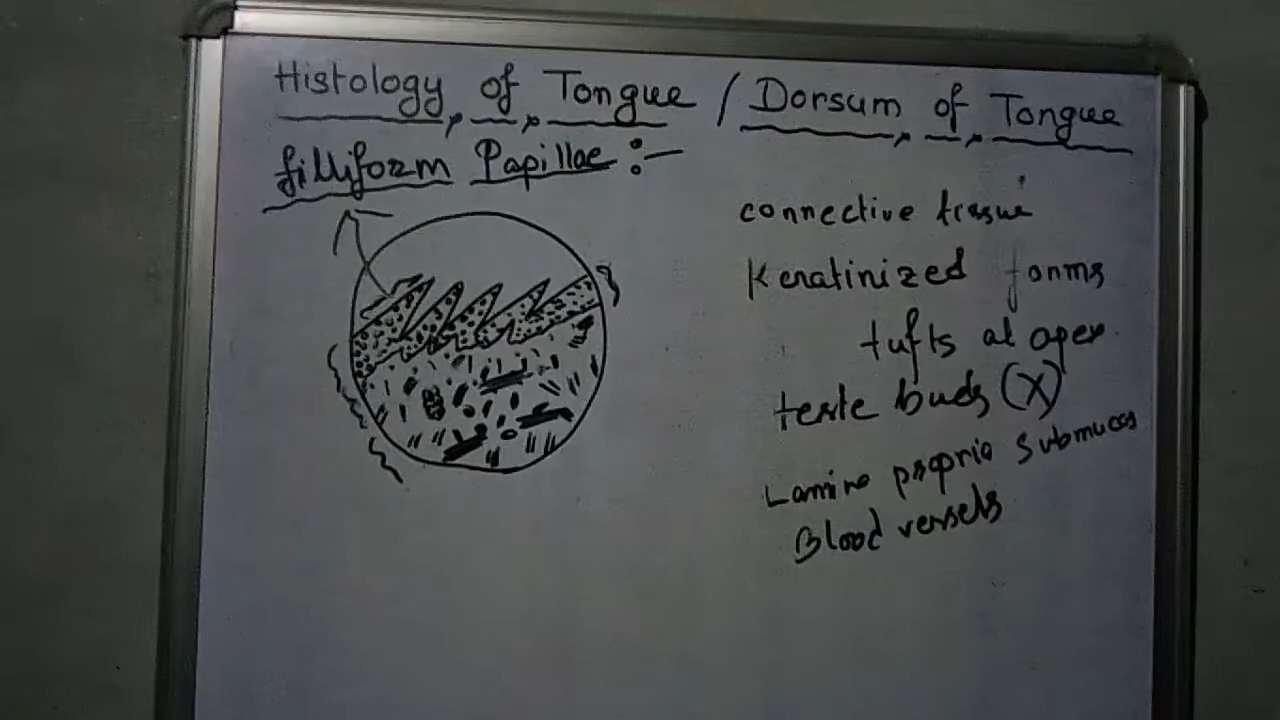 Histology of Tongue / Dorsum of Tongue
filliform Papillae :-
connective tissue
Keratinized forms
tufts at apex
taste buds (X)
Lamina propria submucosa
Blood vessels